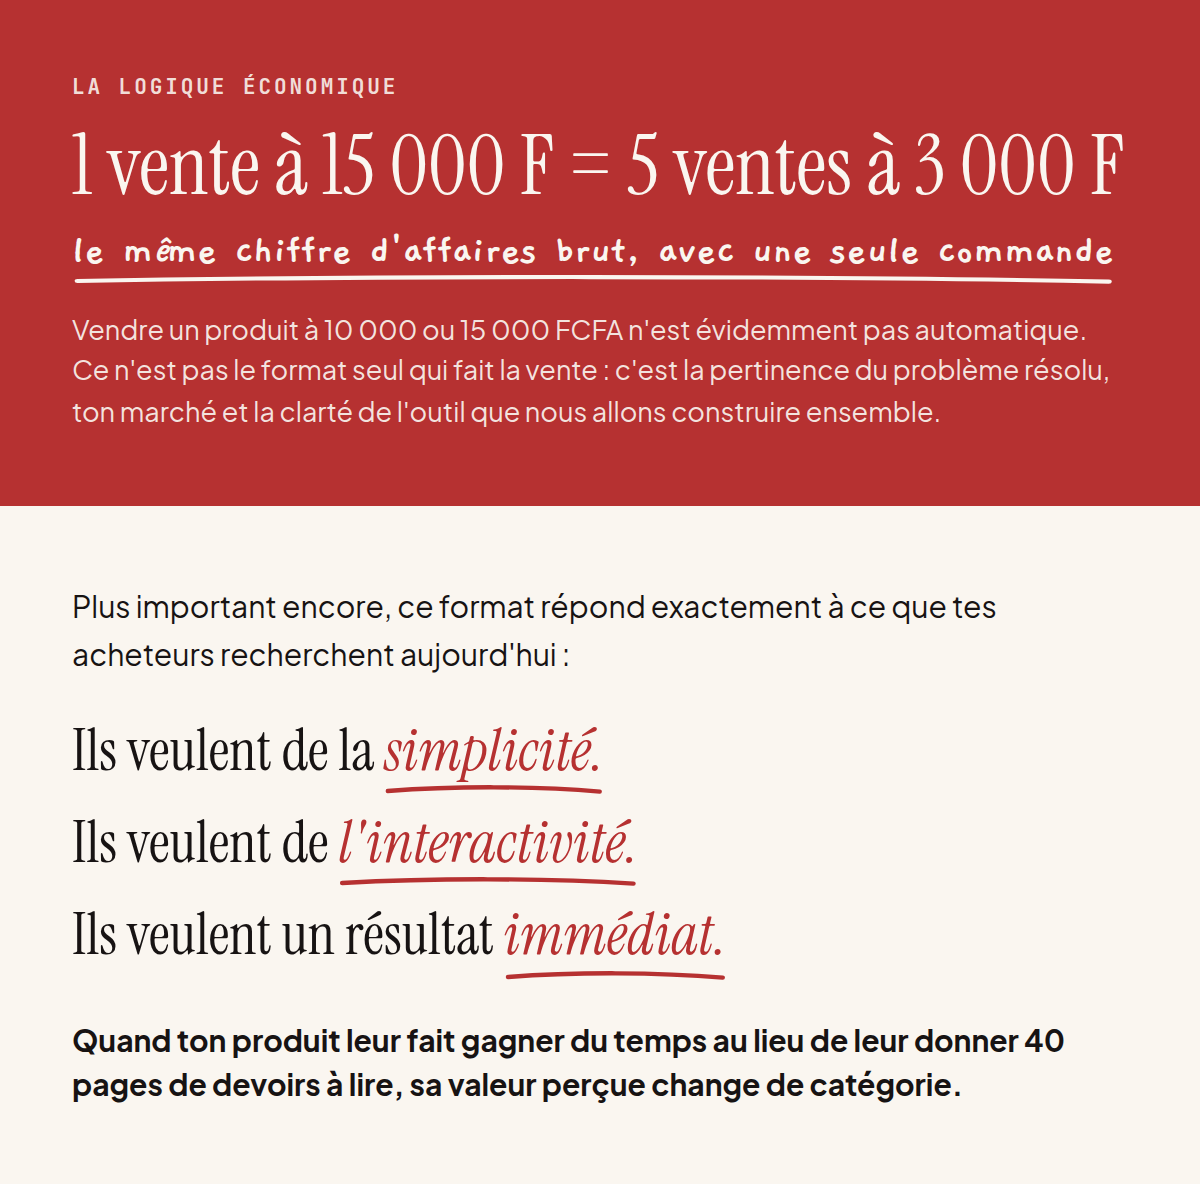 LA LOGIQUE ÉCONOMIQUE
1 vente à 15 000 F = 5 ventes à 3 000 F
le même chiffre d'affaires brut, avec une seule commande
Vendre un produit à 10 000 ou 15 000 FCFA n'est évidemment pas automatique.
Ce n'est pas le format seul qui fait la vente : c'est la pertinence du problème résolu,
ton marché et la clarté de l'outil que nous allons construire ensemble.
Plus important encore, ce format répond exactement à ce que tes
acheteurs recherchent aujourd'hui :
Ils veulent de la simplicité.
Ils veulent de l'interactivité.
Ils veulent un résultat immédiat.
Quand ton produit leur fait gagner du temps au lieu de leur donner 40
pages de devoirs à lire, sa valeur perçue change de catégorie.